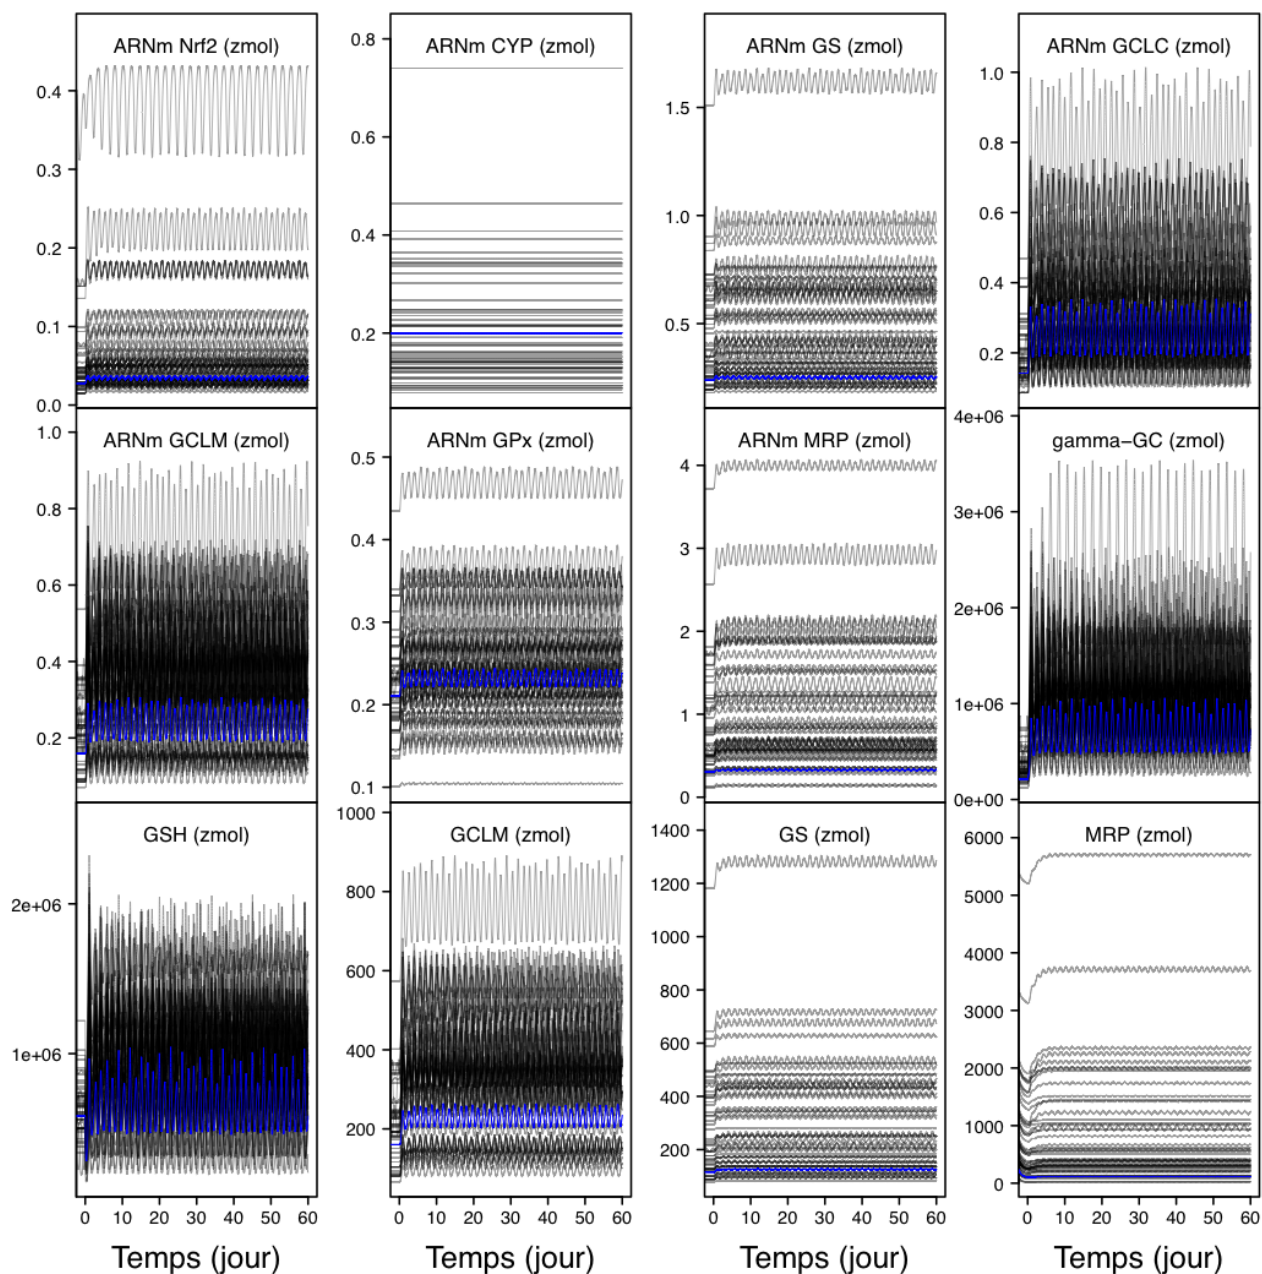 ARNm Nrf2 (zmol)
0.4
0.3
0.2
0.1
0.0
ARNm CYP (zmol)
0.8
0.6
0.4
0.2
ARNm GS (zmol)
1.5
1.0
0.5
ARNm GCLC (zmol)
1.0
0.8
0.6
0.4
0.2
ARNm GCLM (zmol)
1.0
0.8
0.6
0.4
0.2
ARNm GPx (zmol)
0.5
0.4
0.3
0.2
0.1
ARNm MRP (zmol)
4
3
2
1
0
gamma−GC (zmol)
4e+06
3e+06
2e+06
1e+06
0e+00
GSH (zmol)
2e+06
1e+06
0 10 20 30 40 50 60
Temps (jour)
GCLM (zmol)
1000
800
600
400
200
0 10 20 30 40 50 60
Temps (jour)
GS (zmol)
1400
1200
1000
800
600
400
200
0 10 20 30 40 50 60
Temps (jour)
MRP (zmol)
6000
5000
4000
3000
2000
1000
0
0 10 20 30 40 50 60
Temps (jour)